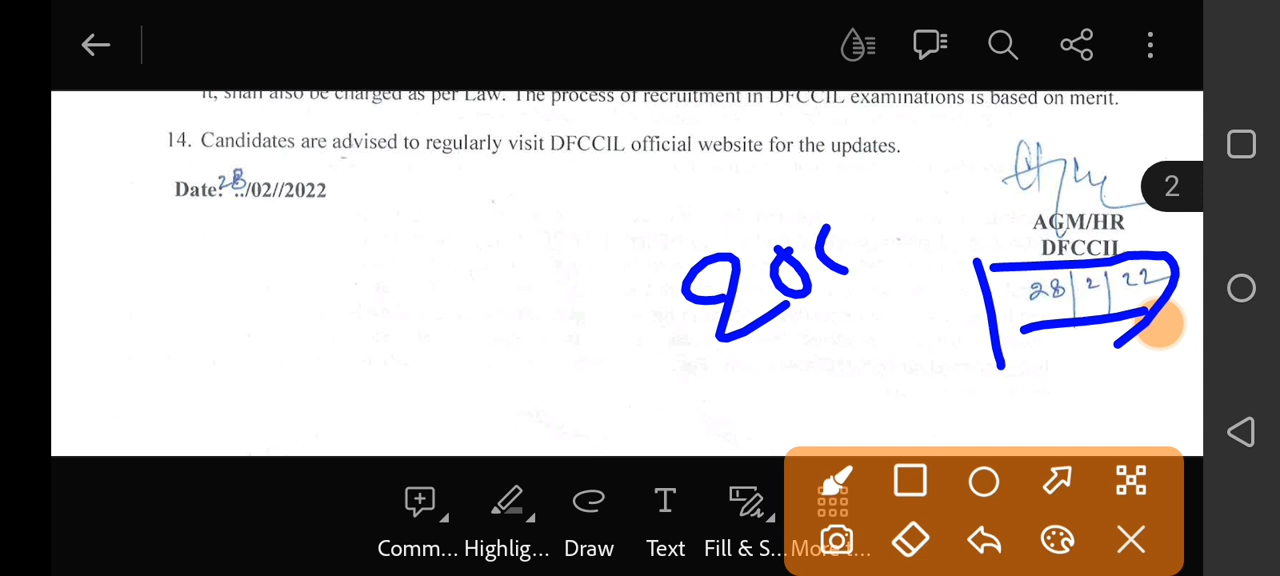 it, shall also be charged as per Law. The process of recruitment in DFCCIL examinations is based on merit.
14. Candidates are advised to regularly visit DFCCIL official website for the updates.
Date: 28../02//2022
2
AGM/HR
DFCCIL
28/2/22
Comm... Highlig... Draw Text Fill & S... More t...